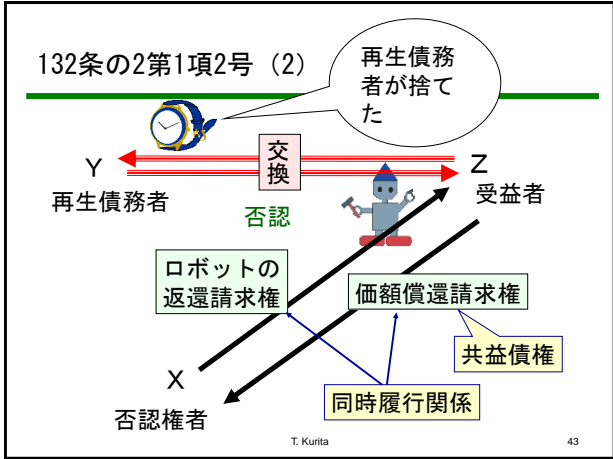 132条の2第1項2号（2）
再生債務
者が捨て
た
交
換
Y
再生債務者
Z
受益者
否認
ロボットの
返還請求権
価額償還請求権
共益債権
X
否認権者
同時履行関係
T. Kurita
43